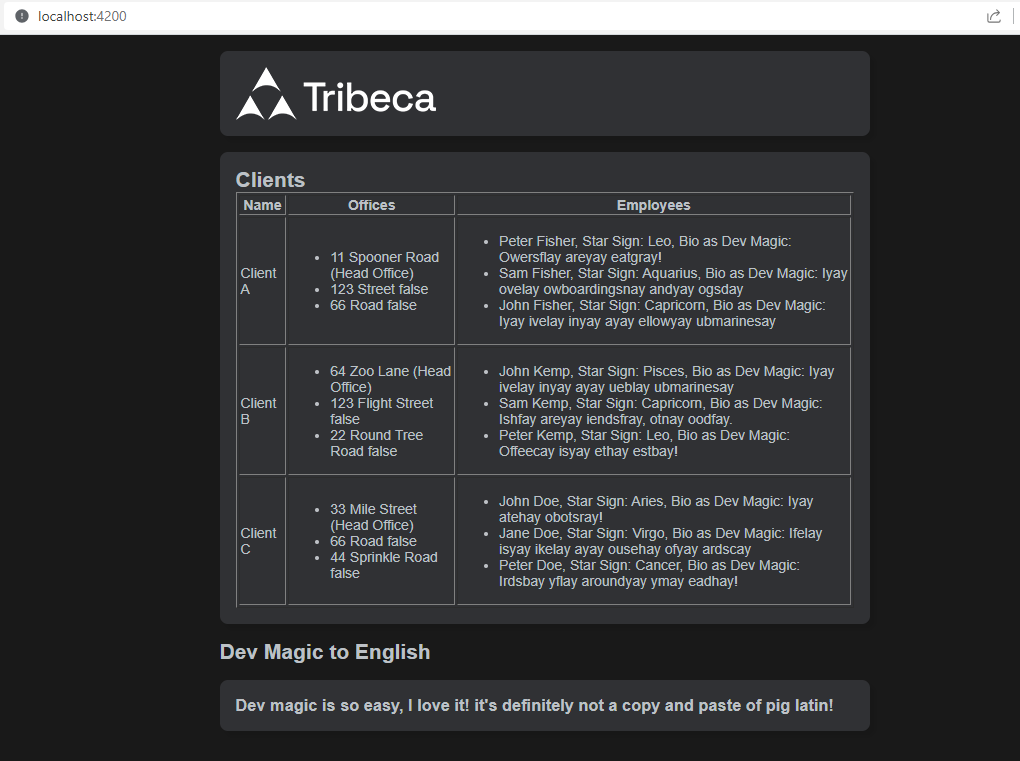 localhost:4200
Tribeca
Clients
Name Offices Employees
Client
A
11 Spooner Road
(Head Office)
123 Street false
66 Road false
Peter Fisher, Star Sign: Leo, Bio as Dev Magic:
Owersflay areyay eatgray!
Sam Fisher, Star Sign: Aquarius, Bio as Dev Magic: Iyay
ovelay owboardingsnay andyay ogsday
John Fisher, Star Sign: Capricorn, Bio as Dev Magic:
Iyay ivelay inyay ayay ellowyay ubmarinesay
Client
B
64 Zoo Lane (Head
Office)
123 Flight Street
false
22 Round Tree
Road false
John Kemp, Star Sign: Pisces, Bio as Dev Magic: Iyay
ivelay inyay ayay ueblay ubmarinesay
Sam Kemp, Star Sign: Capricorn, Bio as Dev Magic:
Ishfay areyay iendsfray, otnay oodfay.
Peter Kemp, Star Sign: Leo, Bio as Dev Magic:
Offeecay isyay ethay estbay!
Client
C
33 Mile Street
(Head Office)
66 Road false
44 Sprinkle Road
false
John Doe, Star Sign: Aries, Bio as Dev Magic: Iyay
atehay obotsray!
Jane Doe, Star Sign: Virgo, Bio as Dev Magic: Ifelay
isyay ikelay ayay ousehay ofyay ardscay
Peter Doe, Star Sign: Cancer, Bio as Dev Magic:
Irdsbay yflay aroundyay ymay eadhay!
Dev Magic to English
Dev magic is so easy, I love it! it's definitely not a copy and paste of pig latin!